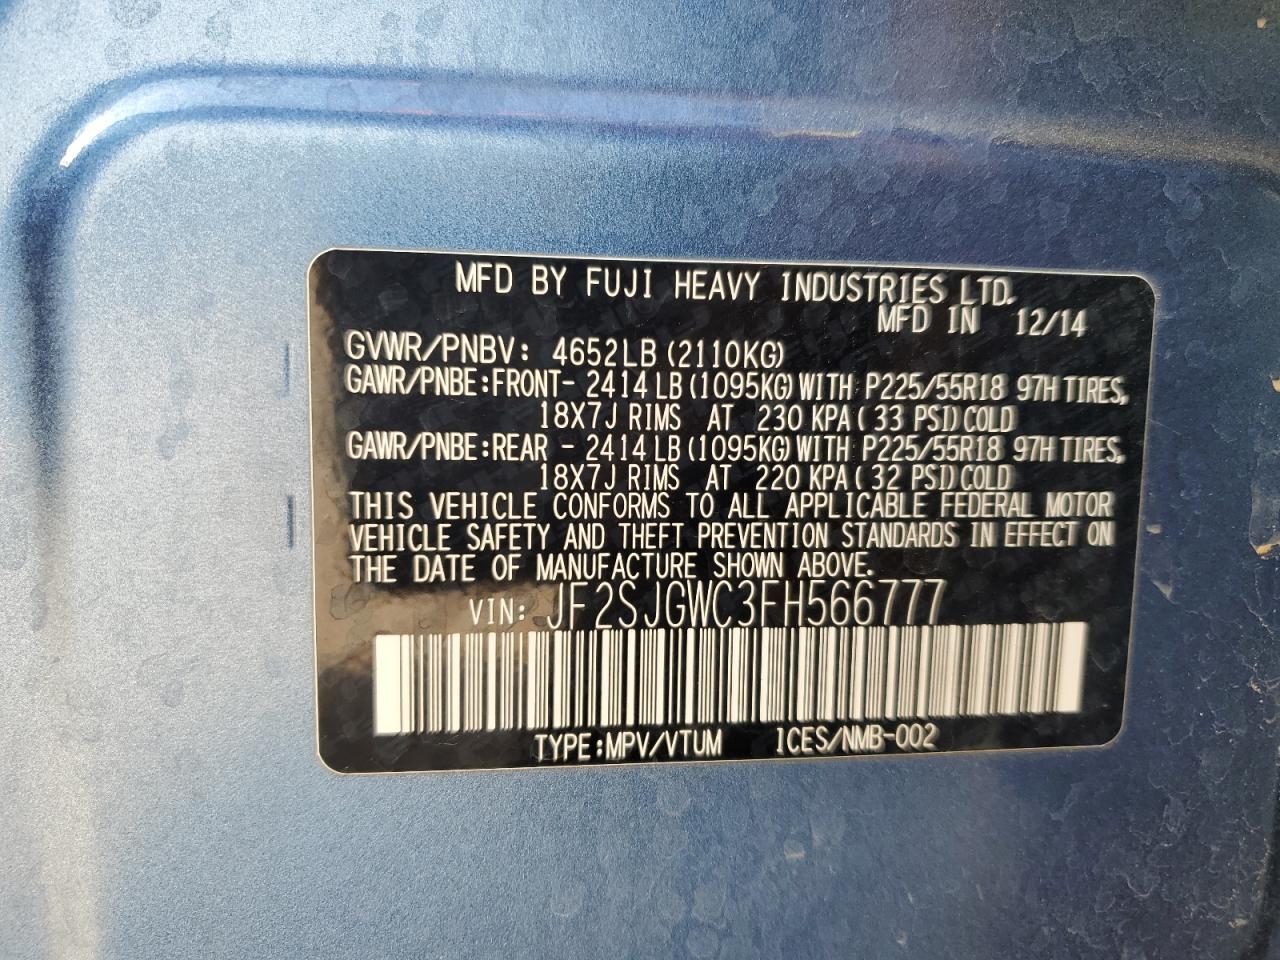 MFD BY FUJI HEAVY INDUSTRIES LTD.
MFD IN 12/14
GVWR/PNBV: 4652LB (2110KG)
GAWR/PNBE:FRONT- 2414LB (1095KG) WITH P225/55R18 97H TIRES,
18X7J RIMS AT 230 KPA (33 PSI) COLD
GAWR/PNBE:REAR - 2414LB (1095KG) WITH P225/55R18 97H TIRES,
18X7J RIMS AT 220 KPA (32 PSI) COLD
THIS VEHICLE CONFORMS TO ALL APPLICABLE FEDERAL MOTOR
VEHICLE SAFETY AND THEFT PREVENTION STANDARDS IN EFFECT ON
THE DATE OF MANUFACTURE SHOWN ABOVE.
VIN: JF2SJGWC3FH566777
TYPE:MPV/VTUM ICES/NMB-002